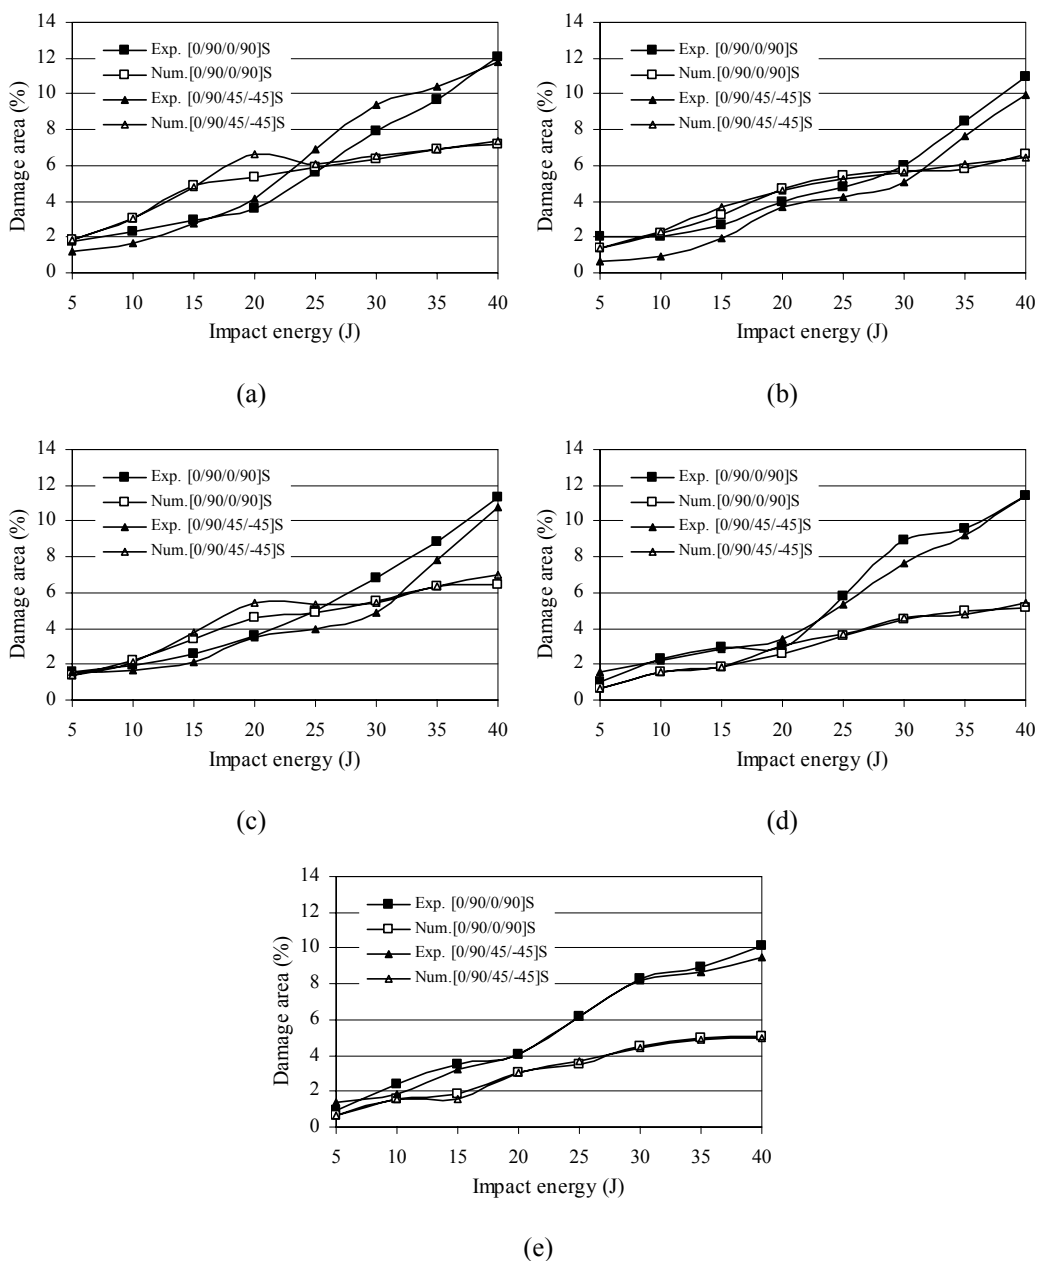 14
12
10
8
6
4
2
0
Damage area (%)
Exp. [0/90/0/90]S
Num.[0/90/0/90]S
Exp. [0/90/45/-45]S
Num.[0/90/45/-45]S
5 10 15 20 25 30 35 40
Impact energy (J)
(a)
14
12
10
8
6
4
2
0
Damage area (%)
Exp. [0/90/0/90]S
Num.[0/90/0/90]S
Exp. [0/90/45/-45]S
Num.[0/90/45/-45]S
5 10 15 20 25 30 35 40
Impact energy (J)
(b)
14
12
10
8
6
4
2
0
Damage area (%)
Exp. [0/90/0/90]S
Num.[0/90/0/90]S
Exp. [0/90/45/-45]S
Num.[0/90/45/-45]S
5 10 15 20 25 30 35 40
Impact energy (J)
(c)
14
12
10
8
6
4
2
0
Damage area (%)
Exp. [0/90/0/90]S
Num.[0/90/0/90]S
Exp. [0/90/45/-45]S
Num.[0/90/45/-45]S
5 10 15 20 25 30 35 40
Impact energy (J)
(d)
14
12
10
8
6
4
2
0
Damage area (%)
Exp. [0/90/0/90]S
Num.[0/90/0/90]S
Exp. [0/90/45/-45]S
Num.[0/90/45/-45]S
5 10 15 20 25 30 35 40
Impact energy (J)
(e)